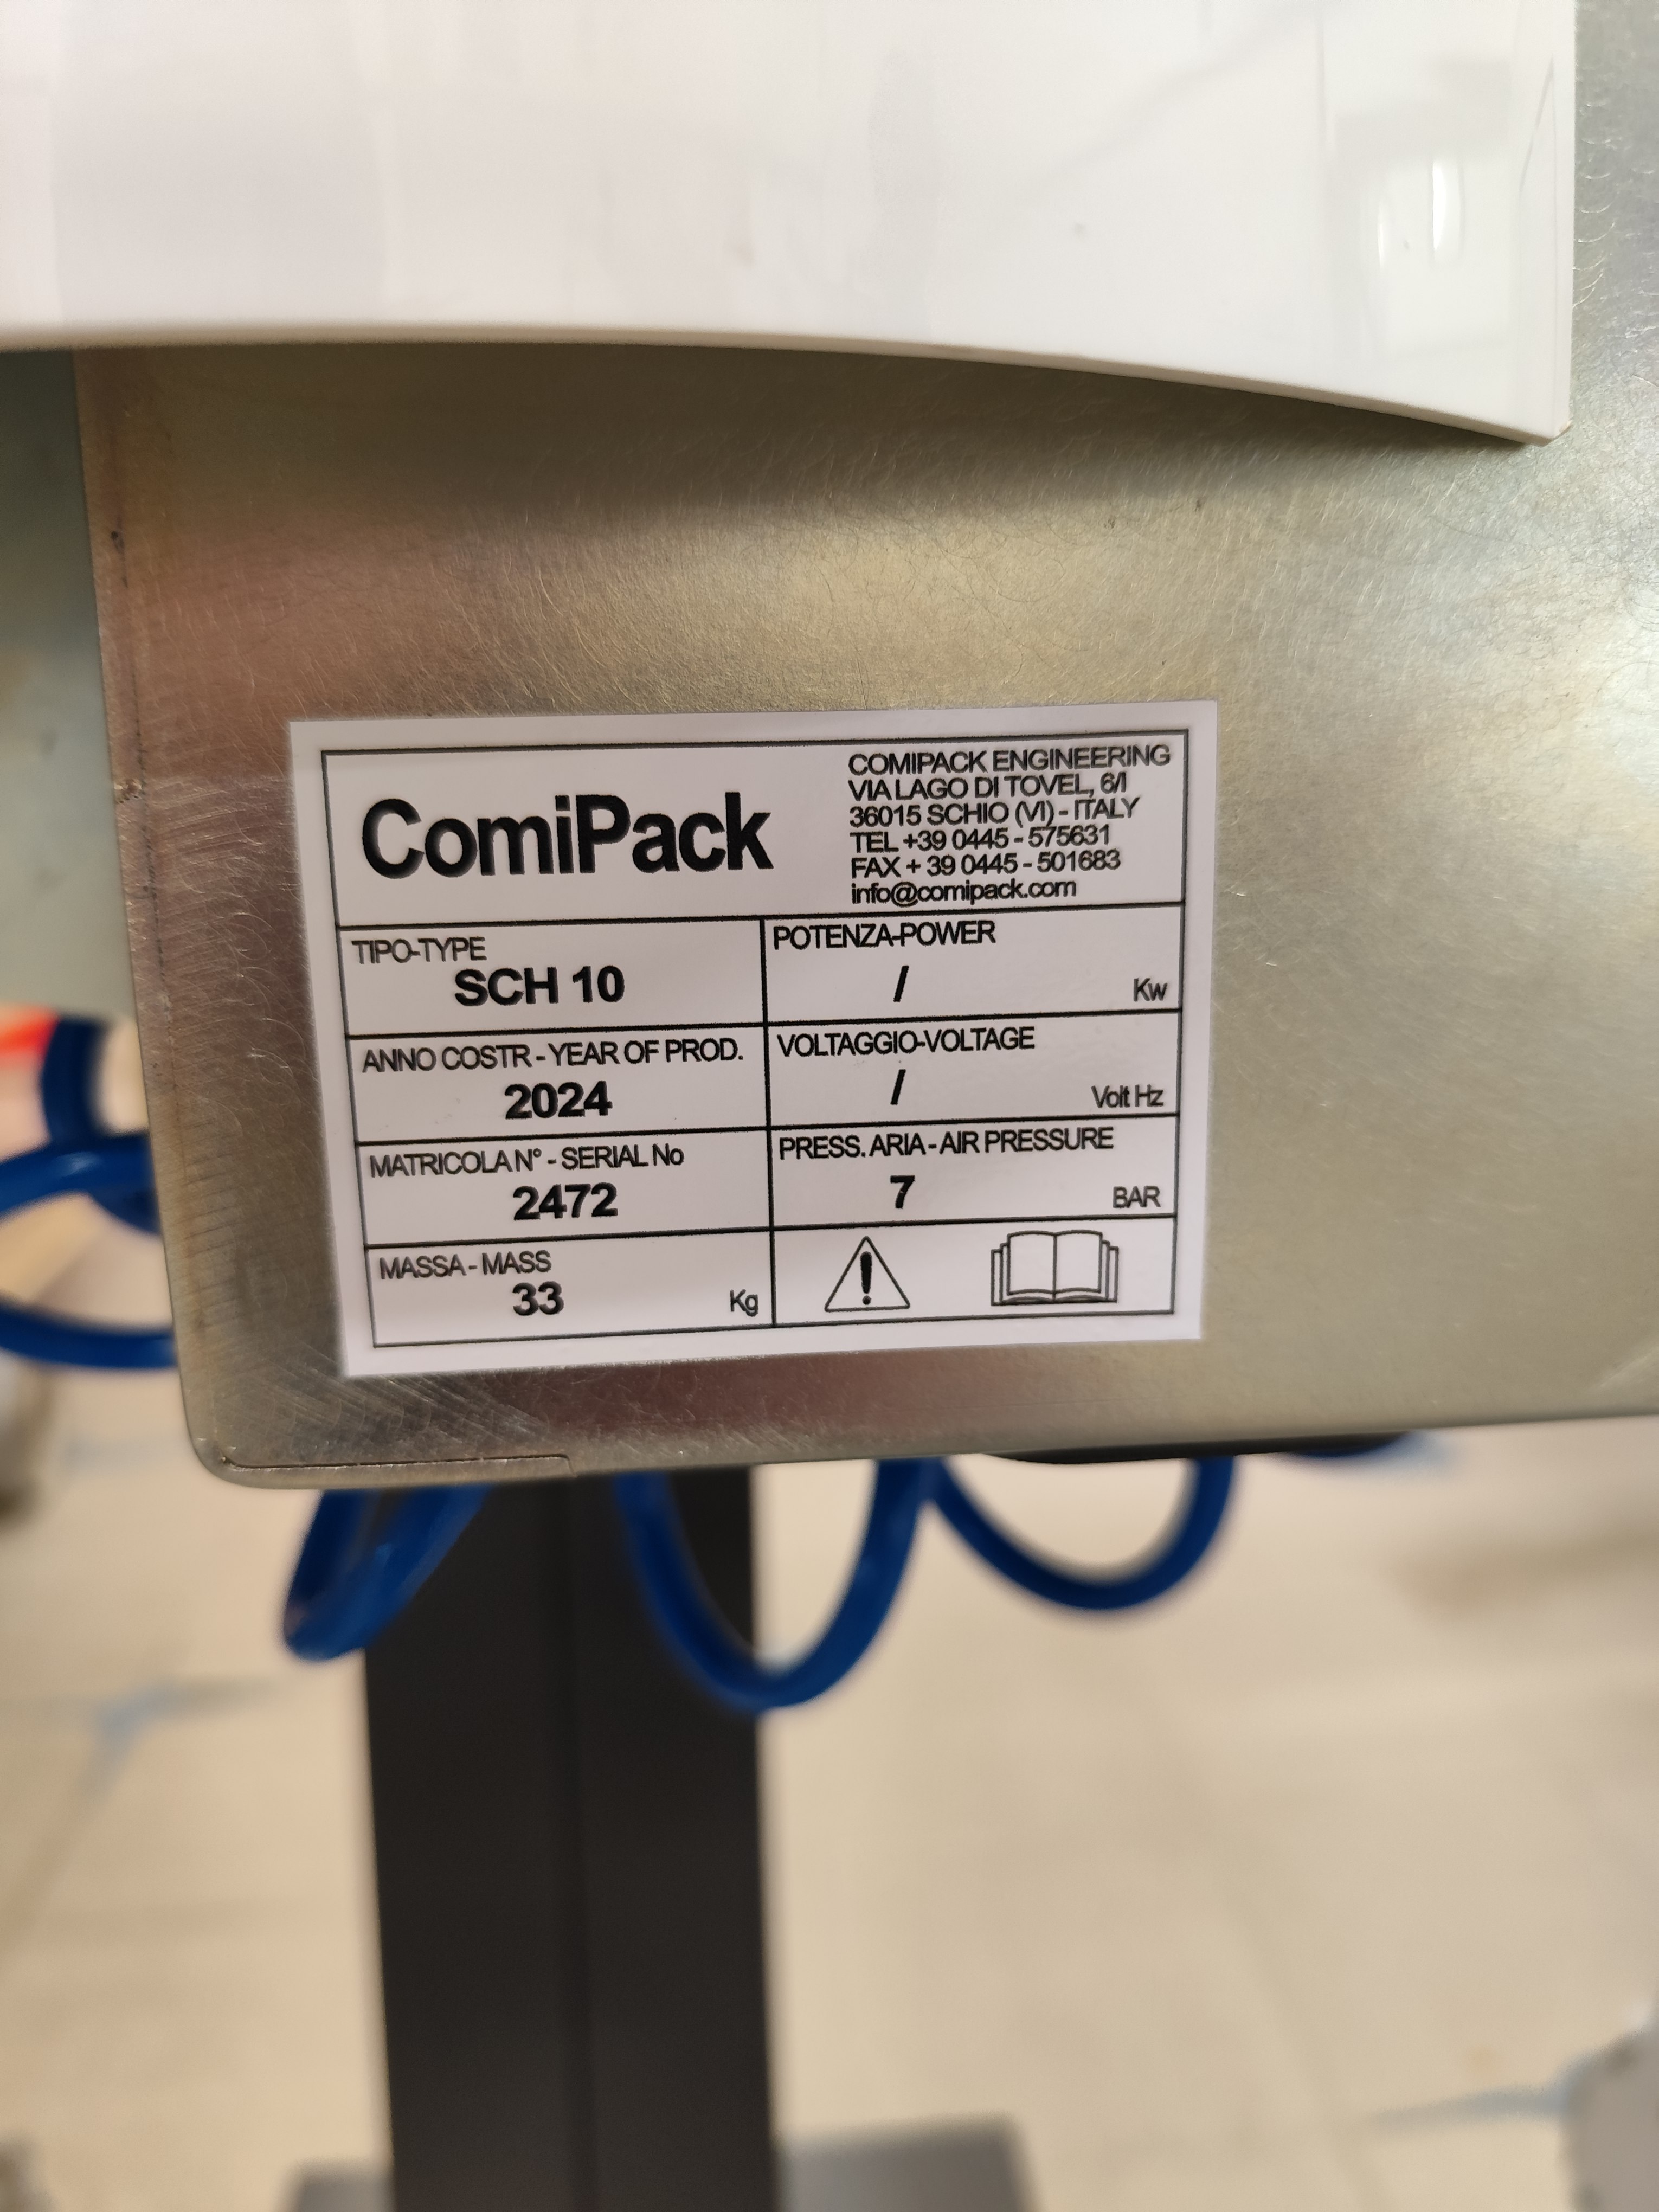 ComiPack
COMIPACK ENGINEERING
VIA LAGO DI TOVEL, 6/I
36015 SCHIO (VI) - ITALY
TEL +39 0445 - 575631
FAX + 39 0445 - 501683
info@comipack.com
TIPO-TYPE
SCH 10
POTENZA-POWER
/ Kw
ANNO COSTR - YEAR OF PROD.
2024
VOLTAGGIO-VOLTAGE
/ Volt Hz
MATRICOLA N° - SERIAL No
2472
PRESS. ARIA - AIR PRESSURE
7 BAR
MASSA - MASS
33 Kg